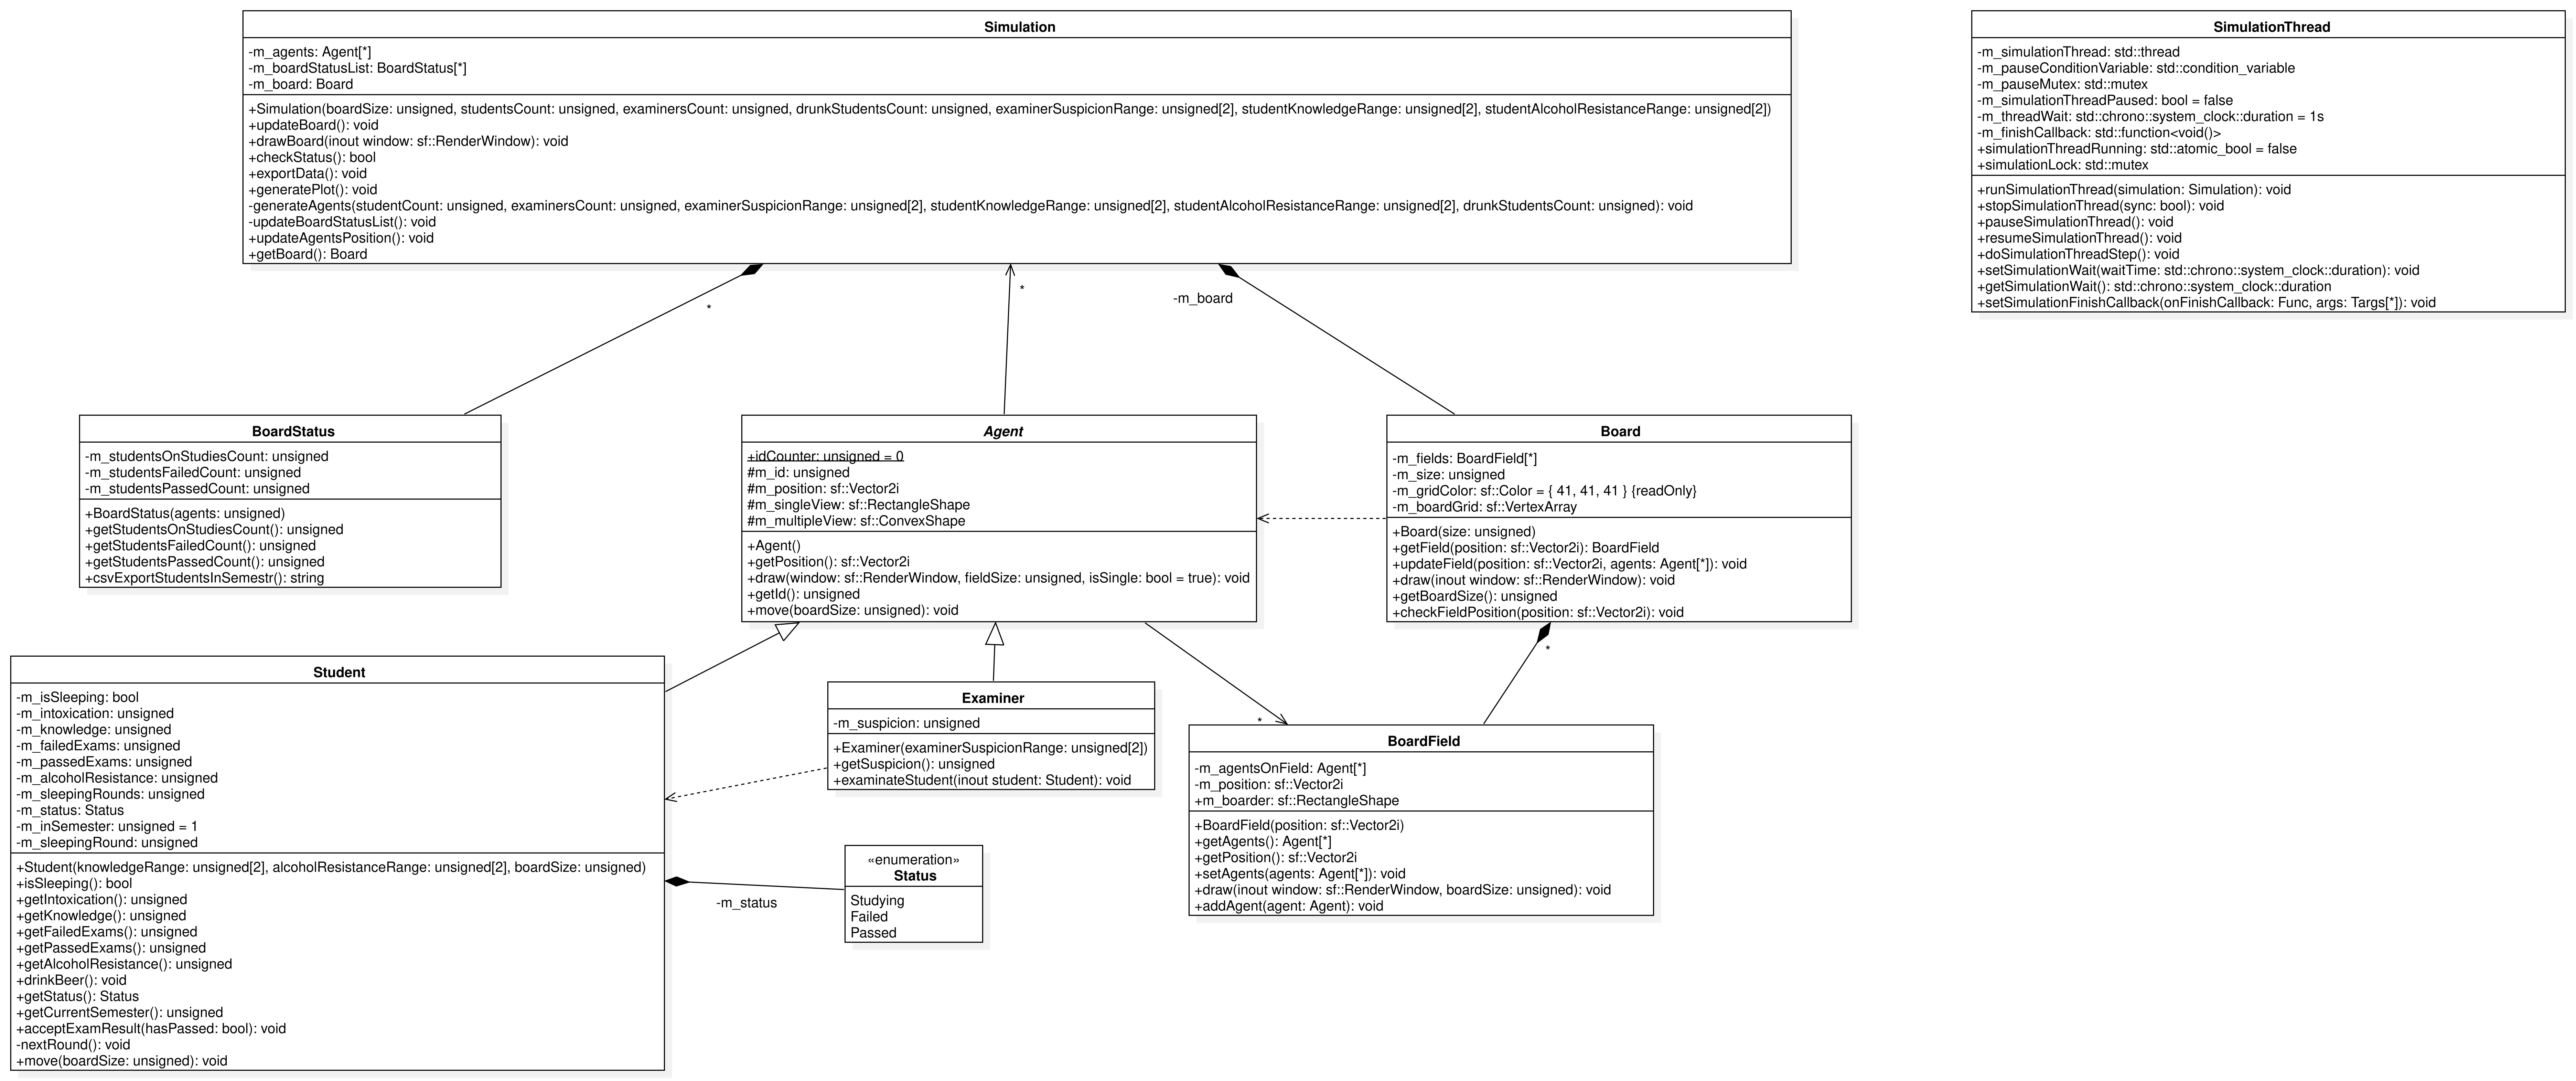 Simulation
-m_agents: Agent[*]
-m_boardStatusList: BoardStatus[*]
-m_board: Board
+Simulation(boardSize: unsigned, studentsCount: unsigned, examinersCount: unsigned, drunkStudentsCount: unsigned, examinerSuspicionRange: unsigned[2], studentKnowledgeRange: unsigned[2], studentAlcoholResistanceRange: unsigned[2])
+updateBoard(): void
+drawBoard(inout window: sf::RenderWindow): void
+checkStatus(): bool
+exportData(): void
+generatePlot(): void
-generateAgents(studentCount: unsigned, examinersCount: unsigned, examinerSuspicionRange: unsigned[2], studentKnowledgeRange: unsigned[2], studentAlcoholResistanceRange: unsigned[2], drunkStudentsCount: unsigned): void
-updateBoardStatusList(): void
+updateAgentsPosition(): void
+getBoard(): Board
SimulationThread
-m_simulationThread: std::thread
-m_pauseConditionVariable: std::condition_variable
-m_pauseMutex: std::mutex
-m_simulationThreadPaused: bool = false
-m_threadWait: std::chrono::system_clock::duration = 1s
-m_finishCallback: std::function<void()>
+simulationThreadRunning: std::atomic_bool = false
+simulationLock: std::mutex
+runSimulationThread(simulation: Simulation): void
+stopSimulationThread(sync: bool): void
+pauseSimulationThread(): void
+resumeSimulationThread(): void
+doSimulationThreadStep(): void
+setSimulationWait(waitTime: std::chrono::system_clock::duration): void
+getSimulationWait(): std::chrono::system_clock::duration
+setSimulationFinishCallback(onFinishCallback: Func, args: Targs[*]): void
*
*
-m_board
BoardStatus
-m_studentsOnStudiesCount: unsigned
-m_studentsFailedCount: unsigned
-m_studentsPassedCount: unsigned
+BoardStatus(agents: unsigned)
+getStudentsOnStudiesCount(): unsigned
+getStudentsFailedCount(): unsigned
+getStudentsPassedCount(): unsigned
+csvExportStudentsInSemestr(): string
Agent
+idCounter: unsigned = 0
#m_id: unsigned
#m_position: sf::Vector2i
#m_singleView: sf::RectangleShape
#m_multipleView: sf::ConvexShape
+Agent()
+getPosition(): sf::Vector2i
+draw(window: sf::RenderWindow, fieldSize: unsigned, isSingle: bool = true): void
+getId(): unsigned
+move(boardSize: unsigned): void
Board
-m_fields: BoardField[*]
-m_size: unsigned
-m_gridColor: sf::Color = { 41, 41, 41 } {readOnly}
-m_boardGrid: sf::VertexArray
+Board(size: unsigned)
+getField(position: sf::Vector2i): BoardField
+updateField(position: sf::Vector2i, agents: Agent[*]): void
+draw(inout window: sf::RenderWindow): void
+getBoardSize(): unsigned
+checkFieldPosition(position: sf::Vector2i): void
*
*
Student
-m_isSleeping: bool
-m_intoxication: unsigned
-m_knowledge: unsigned
-m_failedExams: unsigned
-m_passedExams: unsigned
-m_alcoholResistance: unsigned
-m_sleepingRounds: unsigned
-m_status: Status
-m_inSemester: unsigned = 1
-m_sleepingRound: unsigned
+Student(knowledgeRange: unsigned[2], alcoholResistanceRange: unsigned[2], boardSize: unsigned)
+isSleeping(): bool
+getIntoxication(): unsigned
+getKnowledge(): unsigned
+getFailedExams(): unsigned
+getPassedExams(): unsigned
+getAlcoholResistance(): unsigned
+drinkBeer(): void
+getStatus(): Status
+getCurrentSemester(): unsigned
+acceptExamResult(hasPassed: bool): void
-nextRound(): void
+move(boardSize: unsigned): void
Examiner
-m_suspicion: unsigned
+Examiner(examinerSuspicionRange: unsigned[2])
+getSuspicion(): unsigned
+examinateStudent(inout student: Student): void
-m_status
«enumeration»
Status
Studying
Failed
Passed
BoardField
-m_agentsOnField: Agent[*]
-m_position: sf::Vector2i
+m_boarder: sf::RectangleShape
+BoardField(position: sf::Vector2i)
+getAgents(): Agent[*]
+getPosition(): sf::Vector2i
+setAgents(agents: Agent[*]): void
+draw(inout window: sf::RenderWindow, boardSize: unsigned): void
+addAgent(agent: Agent): void